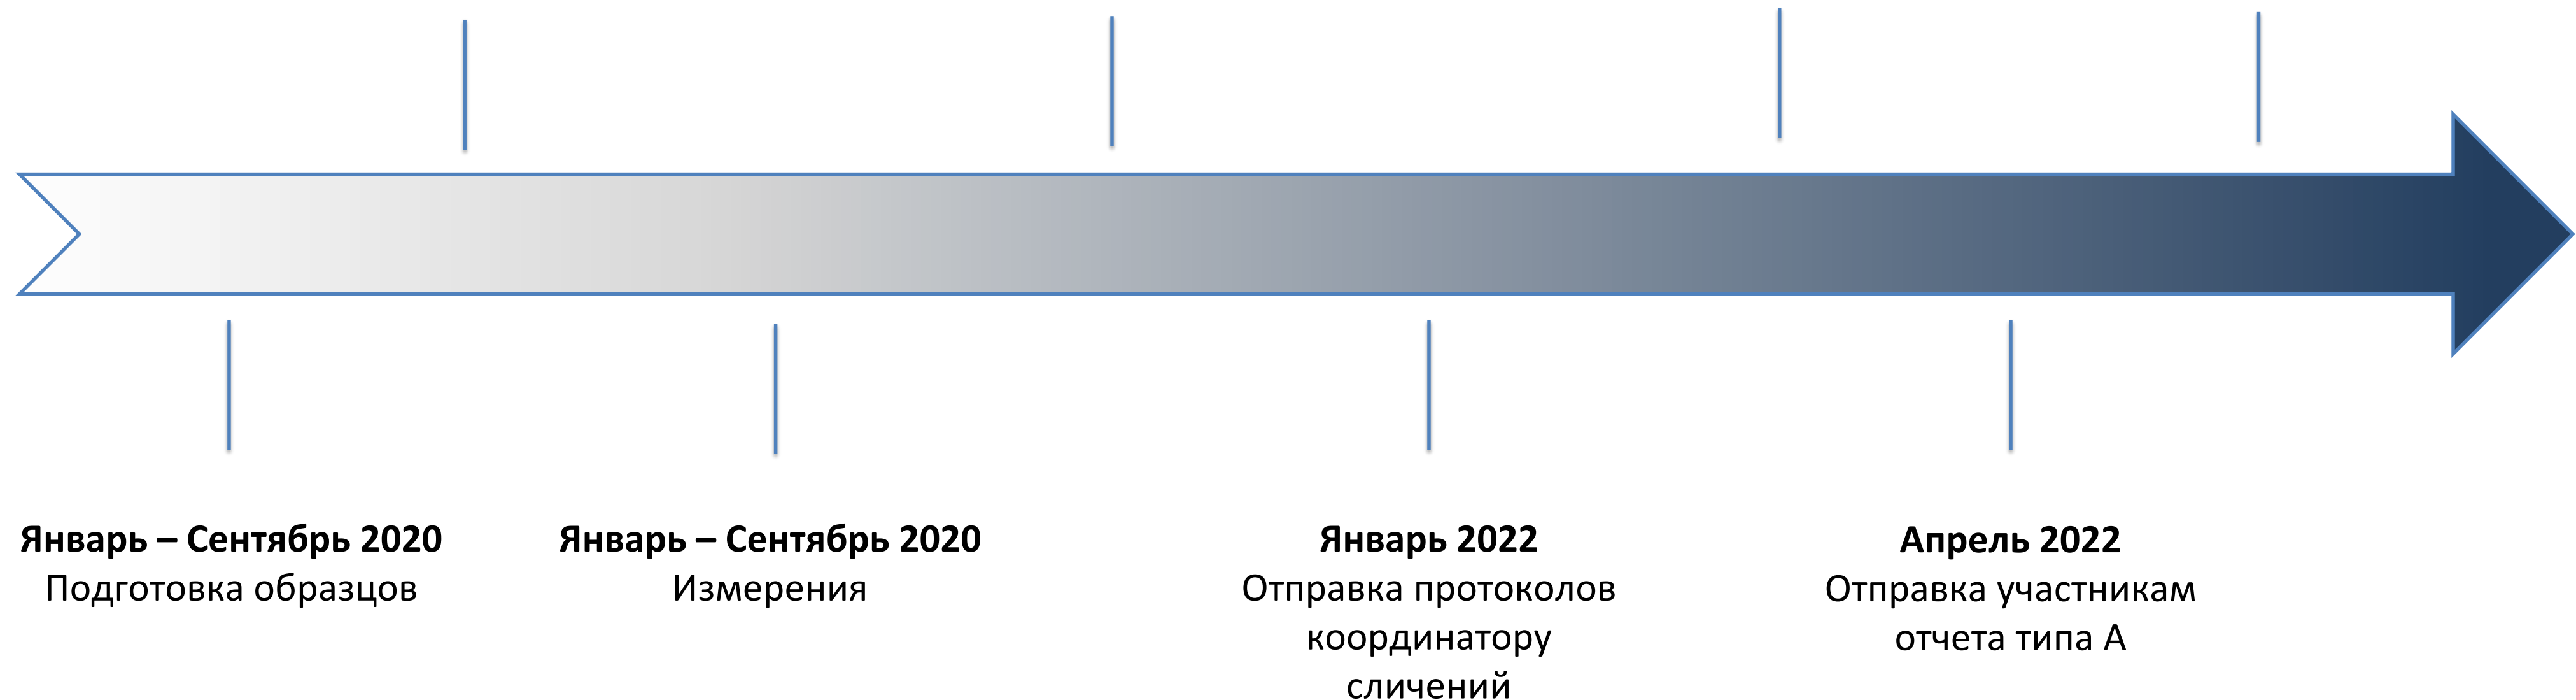 Январь – Сентябрь 2020
Подготовка образцов
Январь – Сентябрь 2020
Измерения
Январь 2022
Отправка протоколов
координатору
сличений
Апрель 2022
Отправка участникам
отчета типа А